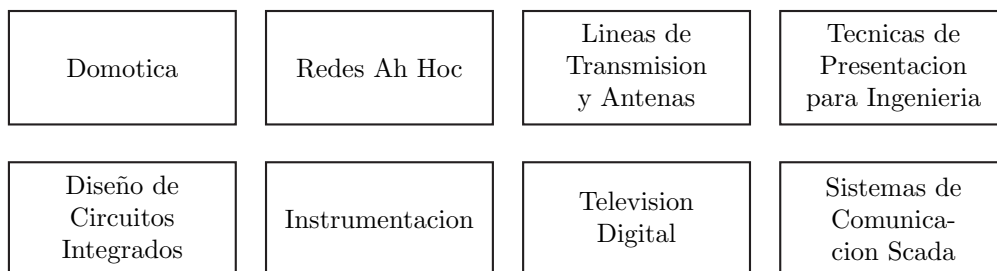 Domotica
Redes Ah Hoc
Lineas de
Transmision
y Antenas
Tecnicas de
Presentacion
para Ingenieria
Diseño de
Circuitos
Integrados
Instrumentacion
Television
Digital
Sistemas de
Comunica-
cion Scada